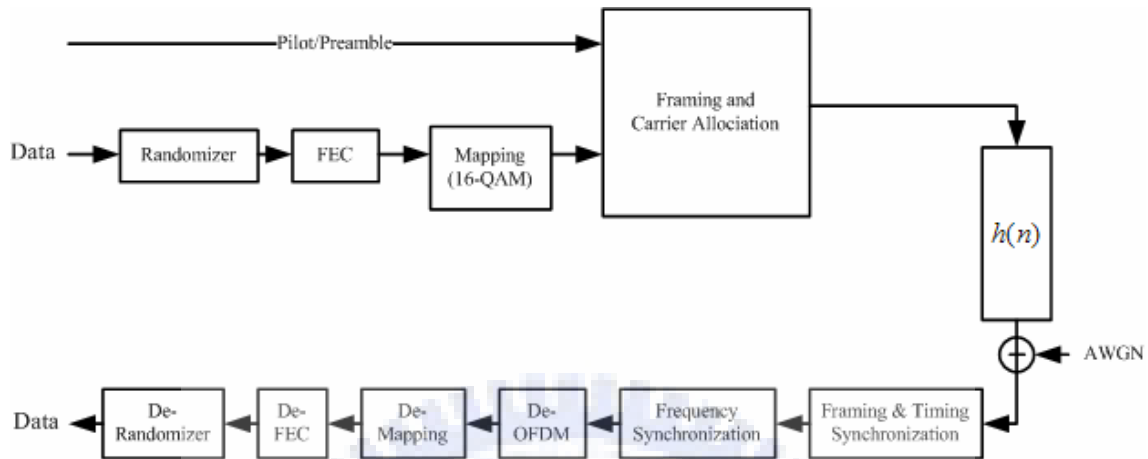 Pilot/Preamble
Framing and
Carrier Allociation
Data
Randomizer
FEC
Mapping
(16-QAM)
h(n)
AWGN
Data
De-
Randomizer
De-
FEC
De-
Mapping
De-
OFDM
Frequency
Synchronization
Framing & Timing
Synchronization